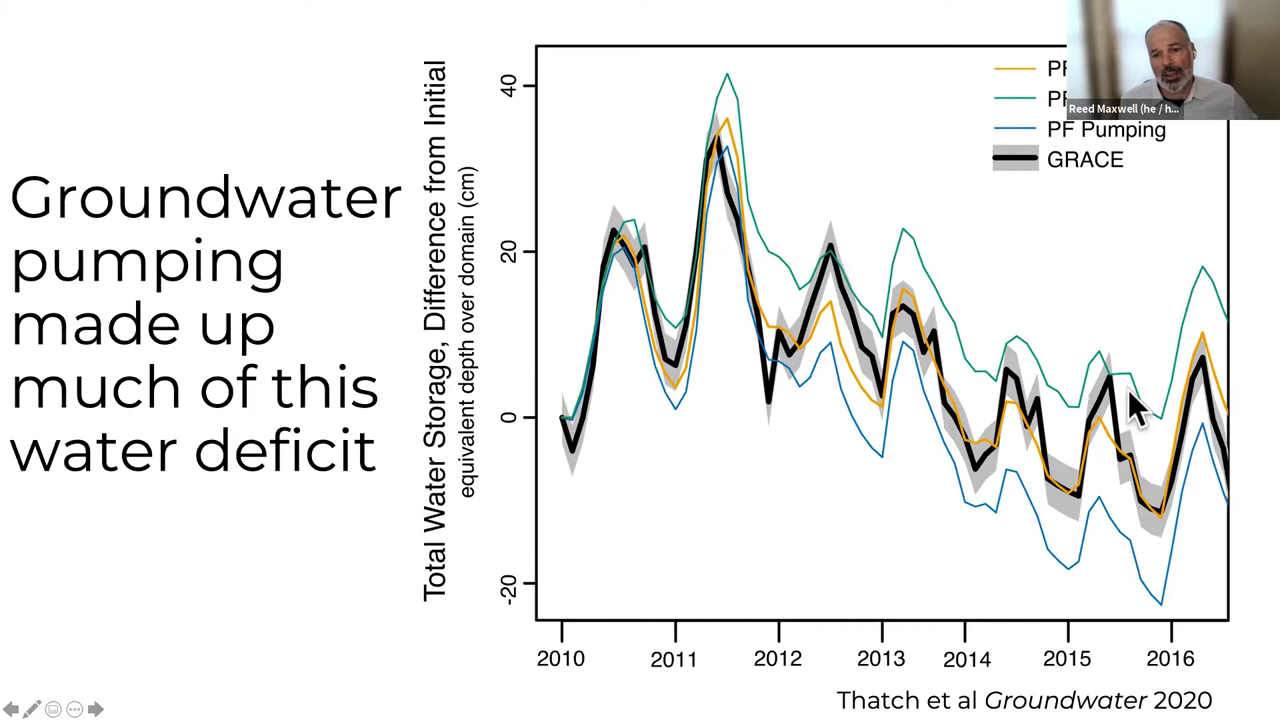 Groundwater
pumping
made up
much of this
water deficit
Total Water Storage, Difference from Initial
equivalent depth over domain (cm)
40
20
0
-20
2010
2011
2012
2013
2014
2015
2016
PF Pumping
GRACE
Reed Maxwell (he / h...
Thatch et al Groundwater 2020